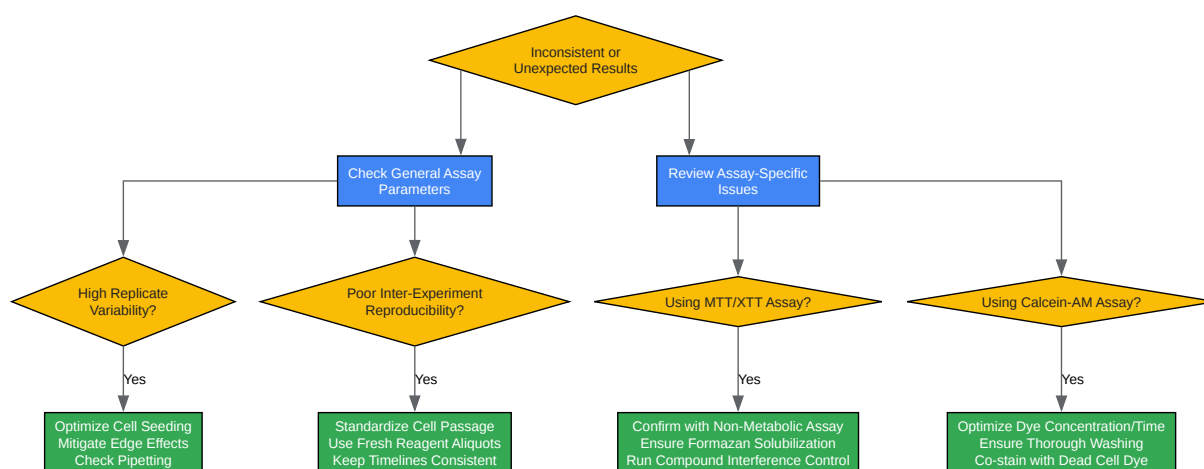 Inconsistent or
Unexpected Results
Check General Assay
Parameters
Review Assay-Specific
Issues
High Replicate
Variability?
Poor Inter-Experiment
Reproducibility?
Using MTT/XTT Assay?
Using Calcein-AM Assay?
Yes
Yes
Yes
Yes
Optimize Cell Seeding
Mitigate Edge Effects
Check Pipetting
Standardize Cell Passage
Use Fresh Reagent Aliquots
Keep Timelines Consistent
Confirm with Non-Metabolic Assay
Ensure Formazan Solubilization
Run Compound Interference Control
Optimize Dye Concentration/Time
Ensure Thorough Washing
Co-stain with Dead Cell Dye